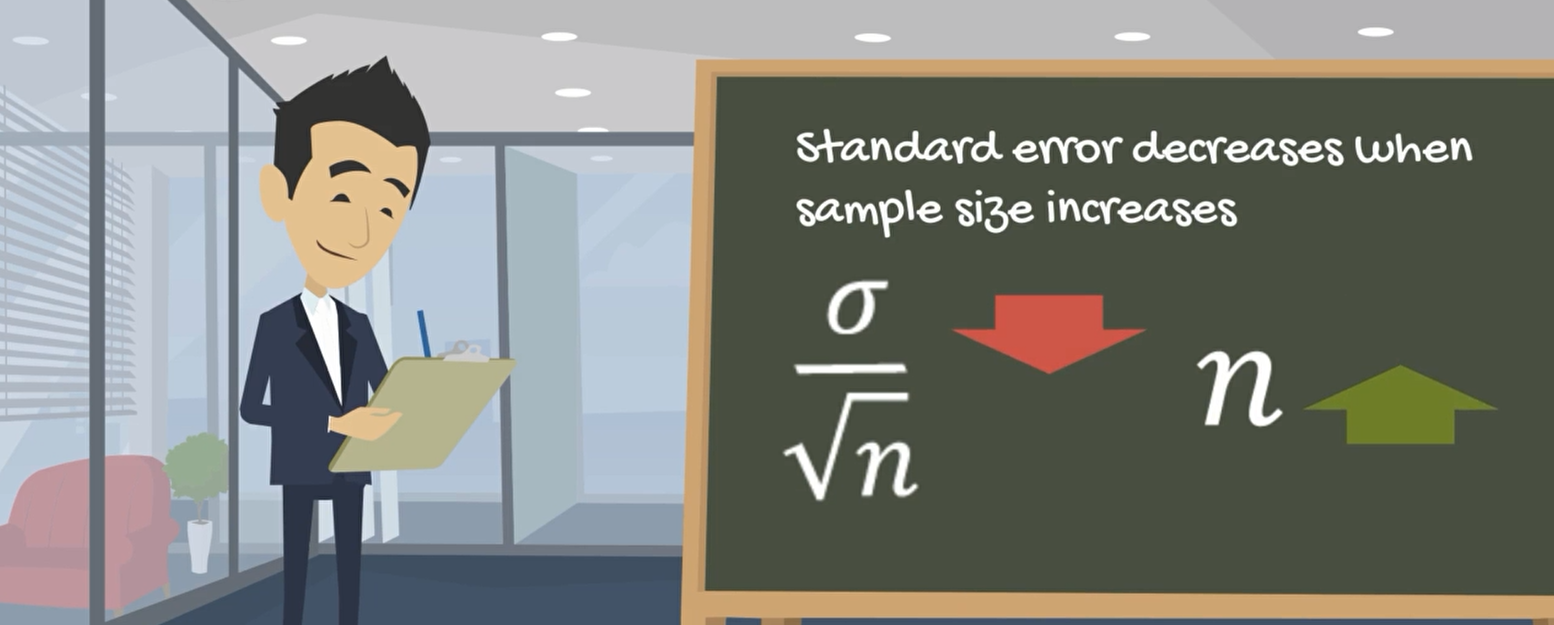 Standard error decreases when
sample size increases
σ
√n
n